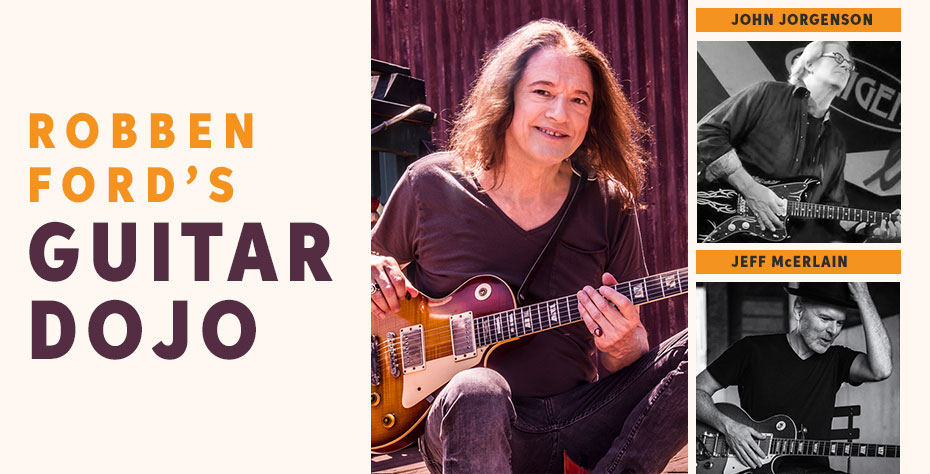 ROBBEN
FORD'S
GUITAR
DOJO
JOHN JORGENSON
JEFF McERLAIN